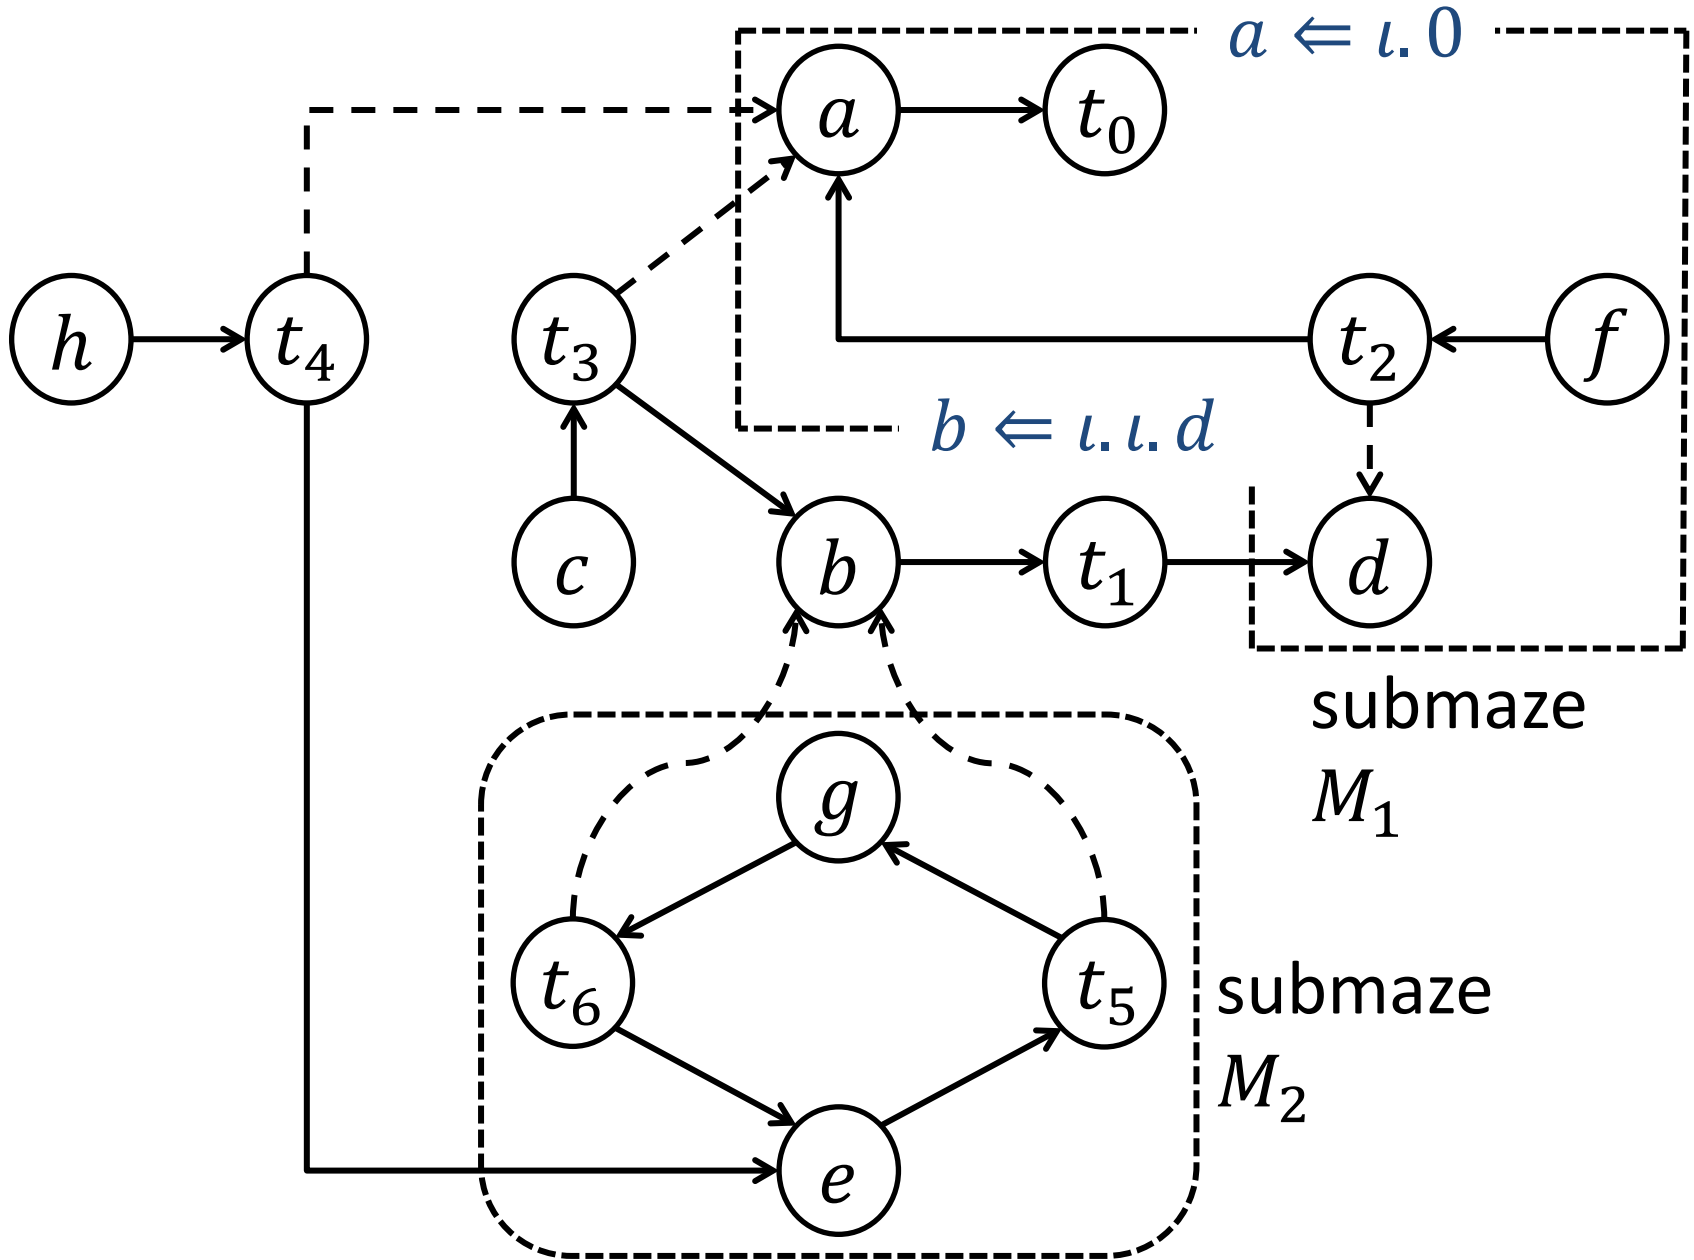 a ⇐ ι. 0
a t₀
h t₄ t₃ t₂ f
b ⇐ ι. ι. d
c b t₁ d
submaze
M₁
g
t₆ t₅
submaze
M₂
e